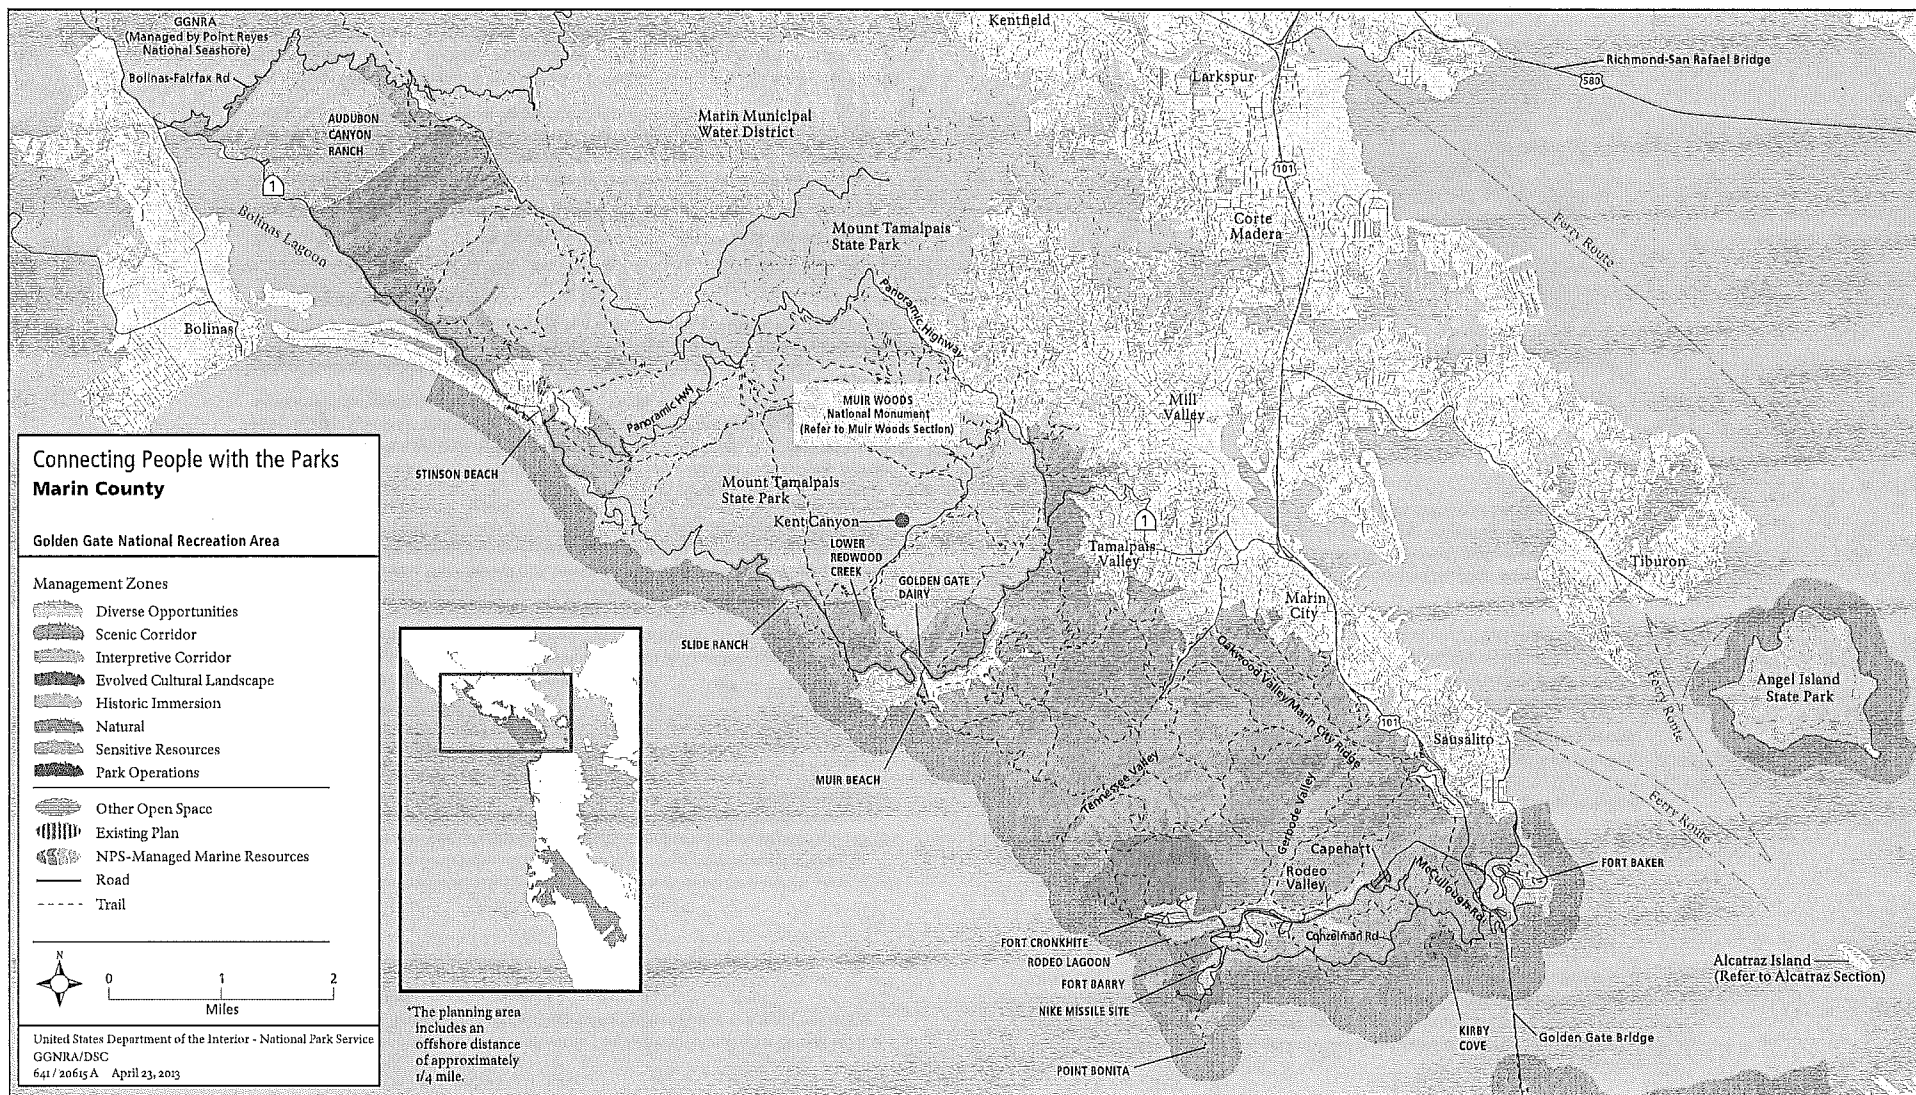 GGNRA
(Managed by Point Reyes
National Seashore)
Bolinas-Fairfax Rd
AUDUBON
CANYON
RANCH
1
Bolinas Lagoon
Bolinas
Marin Municipal
Water District
Mount Tamalpais
State Park
Panoramic Highway
Panoramic Hwy
MUIR WOODS
National Monument
(Refer to Muir Woods Section)
Kentfield
Larkspur
Richmond-San Rafael Bridge
580
101
Corte
Madera
Ferry Route
Mill
Valley
STINSON BEACH
Mount Tamalpais
State Park
Kent Canyon
LOWER
REDWOOD
CREEK
GOLDEN GATE
DAIRY
1
Tamalpais
Valley
Marin
City
Tiburon
SLIDE RANCH
MUIR BEACH
Oakwood Valley/Marin City Ridge
Tennessee Valley
Gerbode Valley
101
Sausalito
Ferry Route
Ferry Route
Angel Island
State Park
Capehart
Rodeo
Valley
McCullough Rd
Conzelman Rd
FORT BAKER
FORT CRONKHITE
RODEO LAGOON
FORT BARRY
NIKE MISSILE SITE
POINT BONITA
KIRBY
COVE
Golden Gate Bridge
Alcatraz Island
(Refer to Alcatraz Section)
Connecting People with the Parks
Marin County
Golden Gate National Recreation Area
Management Zones
Diverse Opportunities
Scenic Corridor
Interpretive Corridor
Evolved Cultural Landscape
Historic Immersion
Natural
Sensitive Resources
Park Operations
Other Open Space
Existing Plan
NPS-Managed Marine Resources
Road
Trail
N
0 1 2
Miles
United States Department of the Interior - National Park Service
GGNRA/DSC
641 / 20615 A April 23, 2013
*The planning area
includes an
offshore distance
of approximately
1/4 mile.